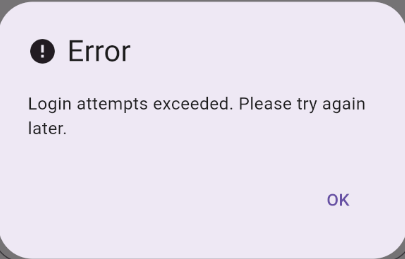 Error
Login attempts exceeded. Please try again
later.
OK